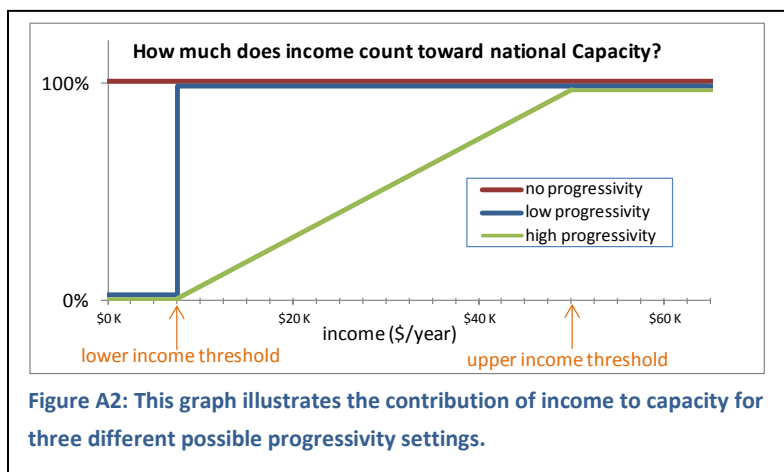 How much does income count toward national Capacity?
100%
no progressivity
low progressivity
high progressivity
0%
$0 K
$20 K
$40 K
$60 K
income ($/year)
lower income threshold
upper income threshold
Figure A2: This graph illustrates the contribution of income to capacity for
three different possible progressivity settings.